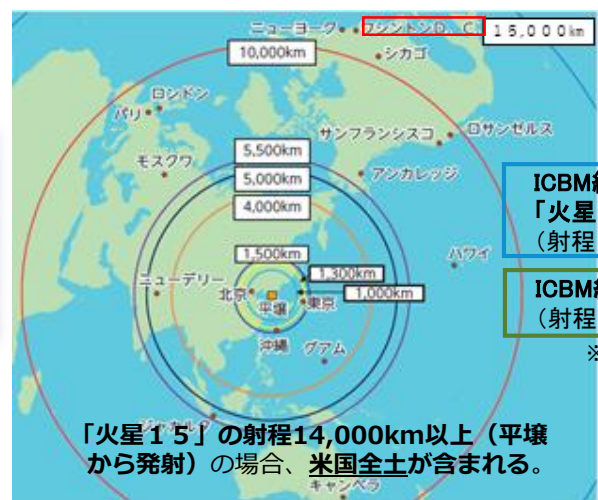 ニューヨーク
ワシントンD. C.
15,000km
10,000km
シカゴ
ロンドン
パリ
サンフランシスコ
ロサンゼルス
モスクワ
5,500km
アンカレッジ
5,000km
4,000km
ICBM
「火星
（射程
1,500km
ハワイ
1,300km
ニューデリー
北京
1,000km
東京
平壌
ICBM
（射程
沖縄
グアム
※
ジャカルタ
「火星１５」の射程14,000km以上（平壌
から発射）の場合、米国全土が含まれる。
キャンベラ